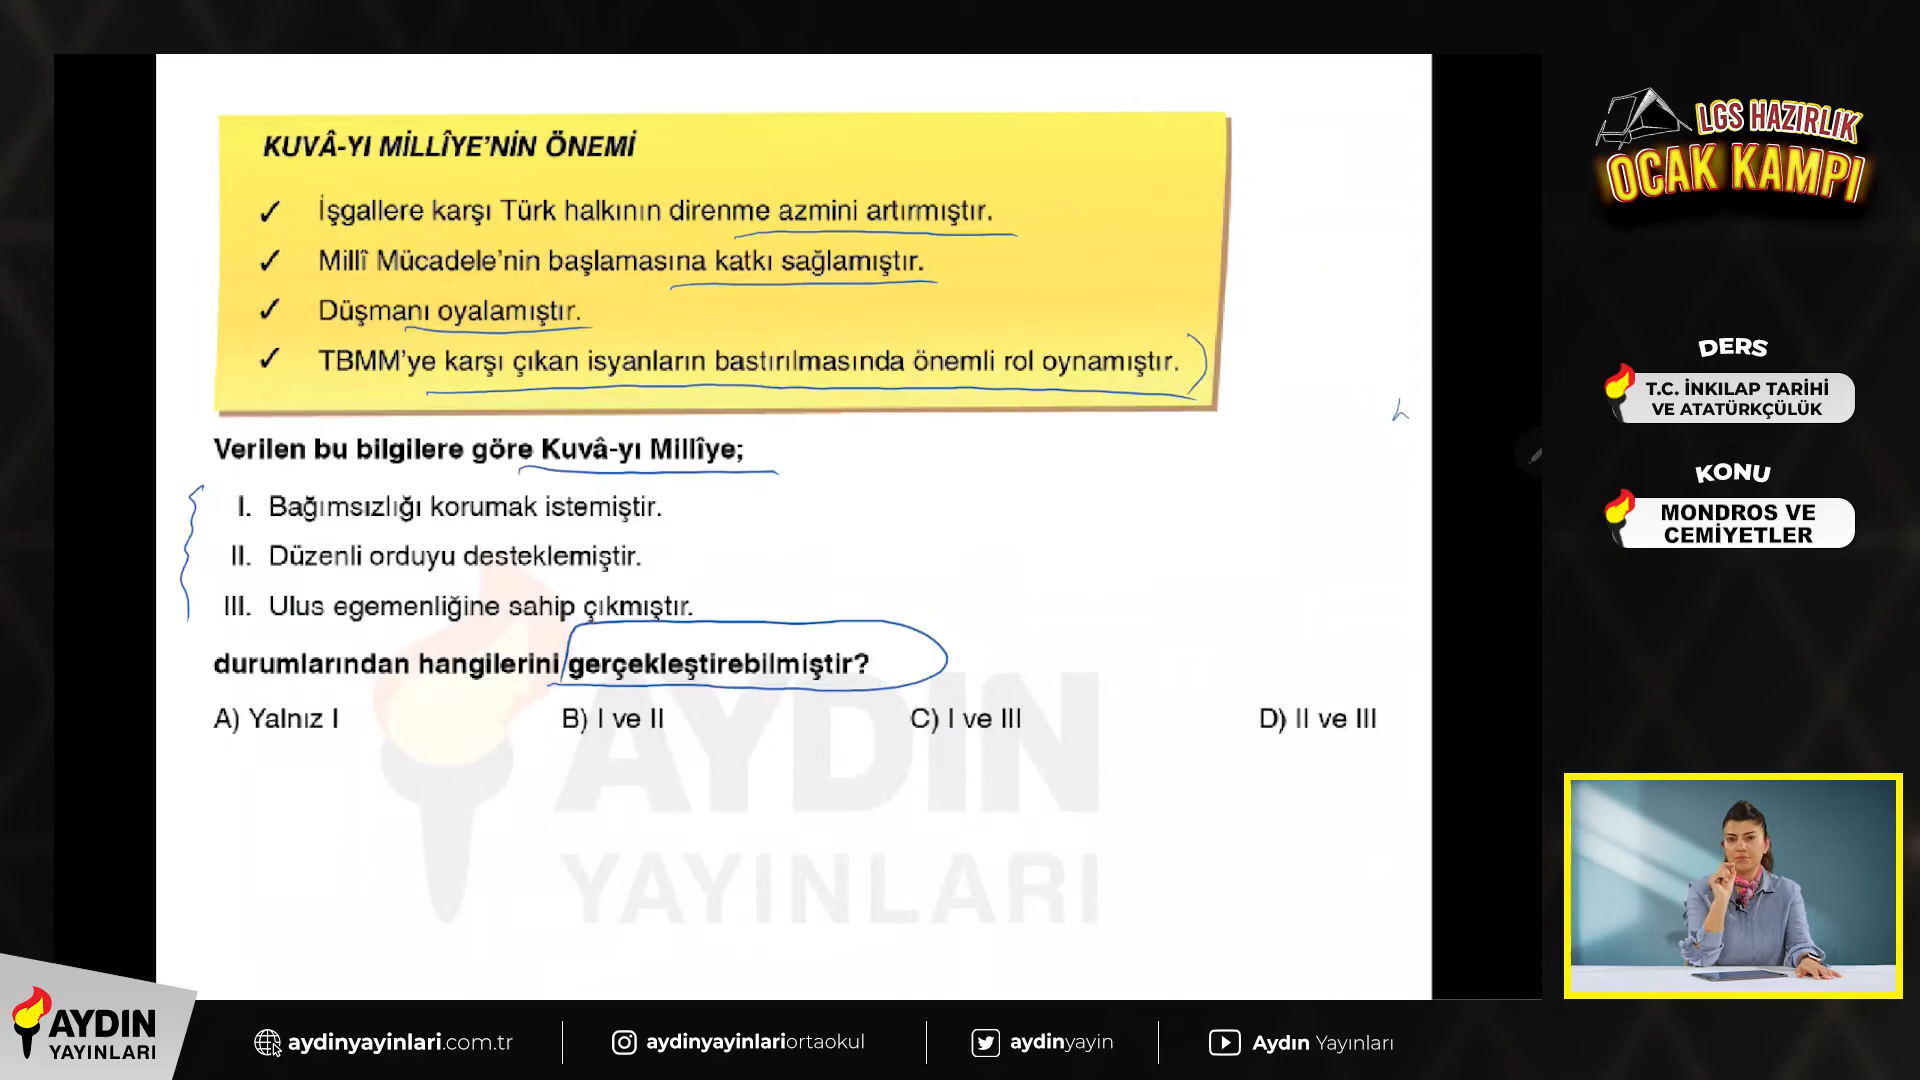 KUVÂ-YI MİLLÎYE'NİN ÖNEMİ
✓ İşgallere karşı Türk halkının direnme azmini artırmıştır.
✓ Millî Mücadele'nin başlamasına katkı sağlamıştır.
✓ Düşmanı oyalamıştır.
✓ TBMM'ye karşı çıkan isyanların bastırılmasında önemli rol oynamıştır.
Verilen bu bilgilere göre Kuvâ-yı Millîye;
I. Bağımsızlığı korumak istemiştir.
II. Düzenli orduyu desteklemiştir.
III. Ulus egemenliğine sahip çıkmıştır.
durumlarından hangilerini gerçekleştirebilmiştir?
A) Yalnız I B) I ve II C) I ve III D) II ve III
AYDIN
YAYINLARI
LGS HAZIRLIK
OCAK KAMPI
DERS
T.C. İNKILAP TARİHİ
VE ATATÜRKÇÜLÜK
KONU
MONDROS VE
CEMİYETLER
AYDIN
YAYINLARI
aydinyayinlari.com.tr
aydinyayinlariortaokul
aydinyayin
Aydın Yayınları